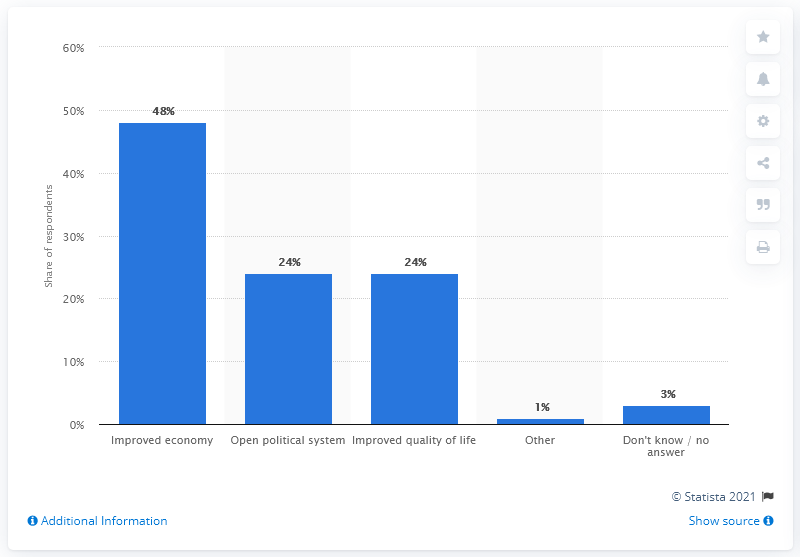 60%
50%
40%
30%
20%
10%
0%
Share of respondents
48%
24%
24%
1%
3%
Improved economy
Open political system
Improved quality of life
Other
Don't know / no
answer
© Statista 2021
Additional Information
Show source